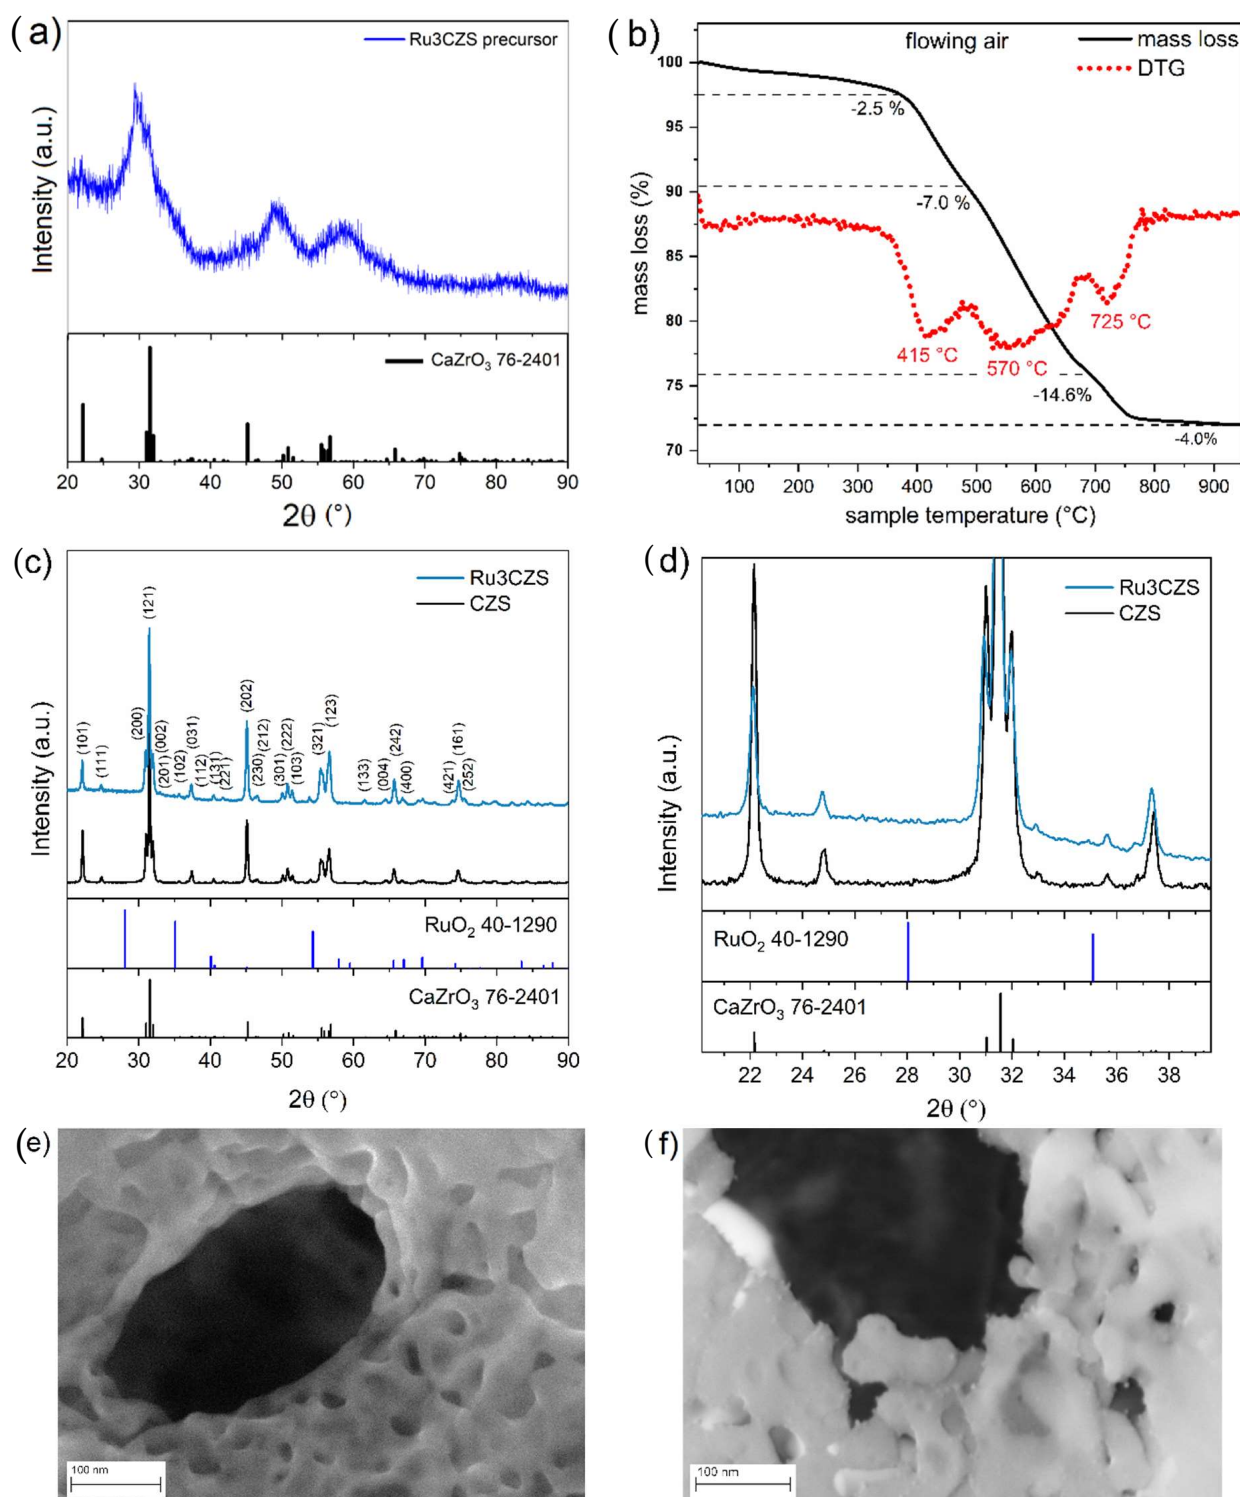 (a)
Ru3CZS precursor
Intensity (a.u.)
CaZrO₃ 76-2401
20 30 40 50 60 70 80 90
2θ (°)
(b)
flowing air
mass loss
DTG
100
95
90
85
80
75
70
mass loss (%)
-2.5 %
-7.0 %
-14.6%
-4.0%
415 °C
570 °C
725 °C
100 200 300 400 500 600 700 800 900
sample temperature (°C)
(c)
Ru3CZS
CZS
Intensity (a.u.)
(101)
(111)
(200)
(121)
(002)
(201)
(102)
(031)
(112)
(131)
(221)
(202)
(212)
(230)
(301)
(222)
(103)
(321)
(123)
(133)
(004)
(242)
(400)
(421)
(161)
(252)
RuO₂ 40-1290
CaZrO₃ 76-2401
20 30 40 50 60 70 80 90
2θ (°)
(d)
Ru3CZS
CZS
Intensity (a.u.)
RuO₂ 40-1290
CaZrO₃ 76-2401
22 24 26 28 30 32 34 36 38
2θ (°)
(e)
100 nm
(f)
100 nm